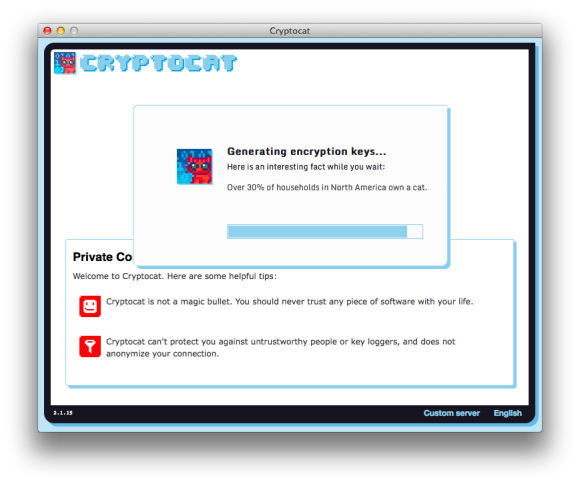 Cryptocat
CRYPTOCAT
Generating encryption keys...
Here is an interesting fact while you wait:
Over 30% of households in North America own a cat.
Private Co
Welcome to Cryptocat. Here are some helpful tips:
Cryptocat is not a magic bullet. You should never trust any piece of software with your life.
Cryptocat can't protect you against untrustworthy people or key loggers, and does not
anonymize your connection.
2.1.15
Custom server
English